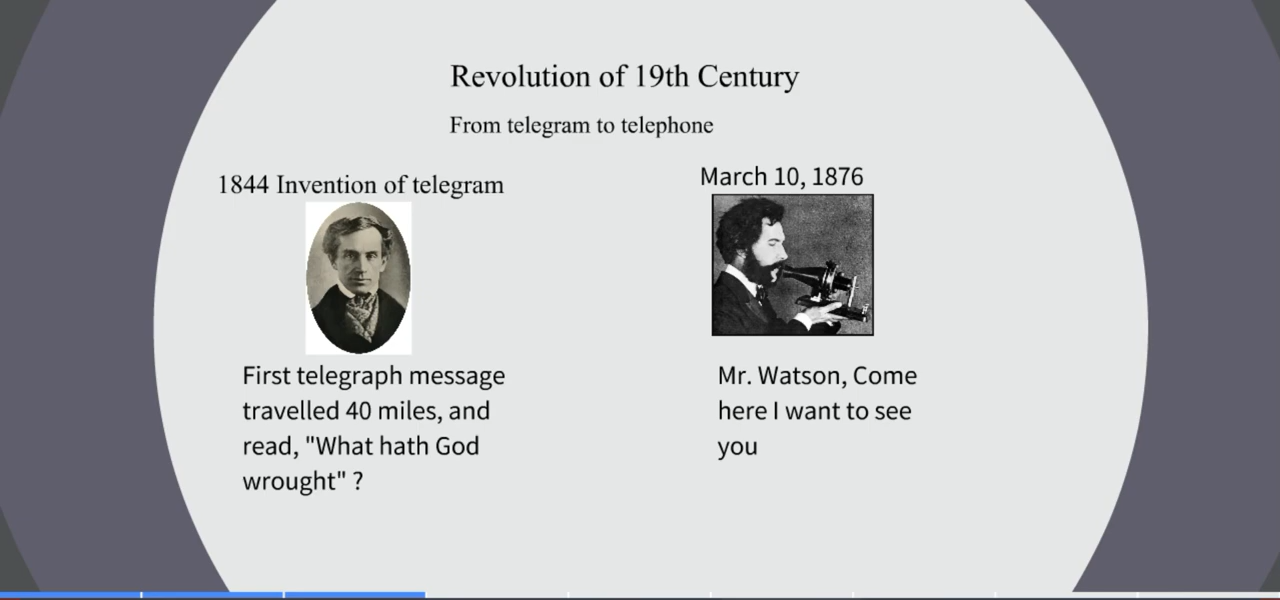 Revolution of 19th Century
From telegram to telephone
1844 Invention of telegram
First telegraph message
travelled 40 miles, and
read, "What hath God
wrought" ?
March 10, 1876
Mr. Watson, Come
here I want to see
you